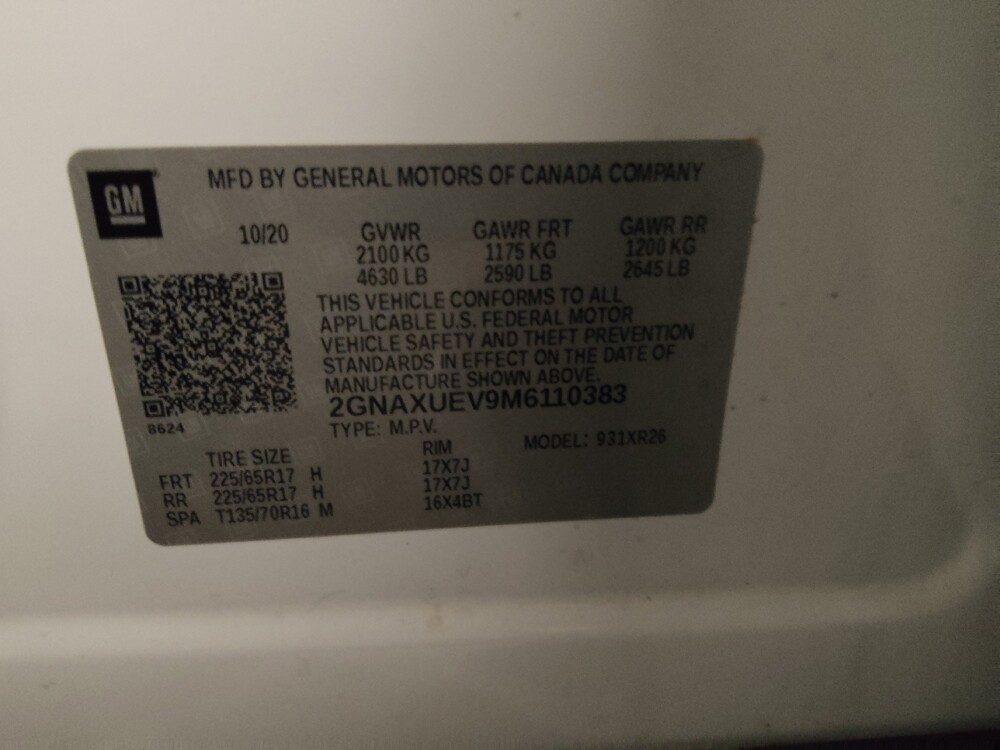 GM
MFD BY GENERAL MOTORS OF CANADA COMPANY
10/20 GVWR GAWR FRT GAWR RR
2100 KG 1175 KG 1200 KG
4630 LB 2590 LB 2645 LB
THIS VEHICLE CONFORMS TO ALL
APPLICABLE U.S. FEDERAL MOTOR
VEHICLE SAFETY AND THEFT PREVENTION
STANDARDS IN EFFECT ON THE DATE OF
MANUFACTURE SHOWN ABOVE.
2GNAXUEV9M6110383
8624
TYPE: M.P.V. MODEL: 931XR26
TIRE SIZE RIM
FRT 225/65R17 H 17X7J
RR 225/65R17 H 17X7J
SPA T135/70R16 M 16X4BT